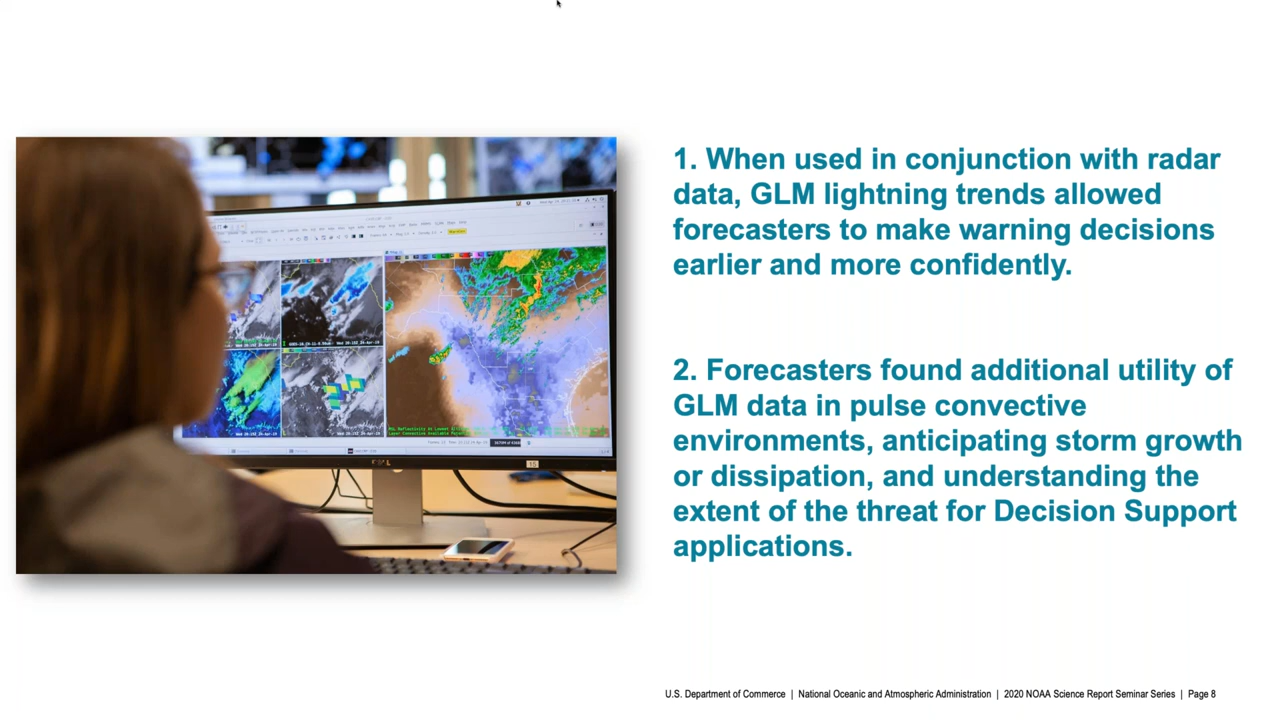 1. When used in conjunction with radar
data, GLM lightning trends allowed
forecasters to make warning decisions
earlier and more confidently.
2. Forecasters found additional utility of
GLM data in pulse convective
environments, anticipating storm growth
or dissipation, and understanding the
extent of the threat for Decision Support
applications.
U.S. Department of Commerce | National Oceanic and Atmospheric Administration | 2020 NOAA Science Report Seminar Series | Page 8